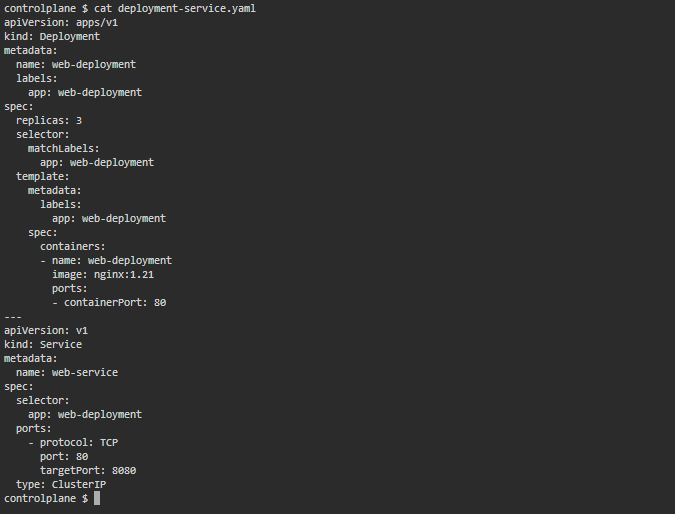 controlplane $ cat deployment-service.yaml
apiVersion: apps/v1
kind: Deployment
metadata:
  name: web-deployment
  labels:
    app: web-deployment
spec:
  replicas: 3
  selector:
    matchLabels:
      app: web-deployment
  template:
    metadata:
      labels:
        app: web-deployment
    spec:
      containers:
      - name: web-deployment
        image: nginx:1.21
        ports:
        - containerPort: 80
---
apiVersion: v1
kind: Service
metadata:
  name: web-service
spec:
  selector:
    app: web-deployment
  ports:
    - protocol: TCP
      port: 80
      targetPort: 8080
  type: ClusterIP
controlplane $